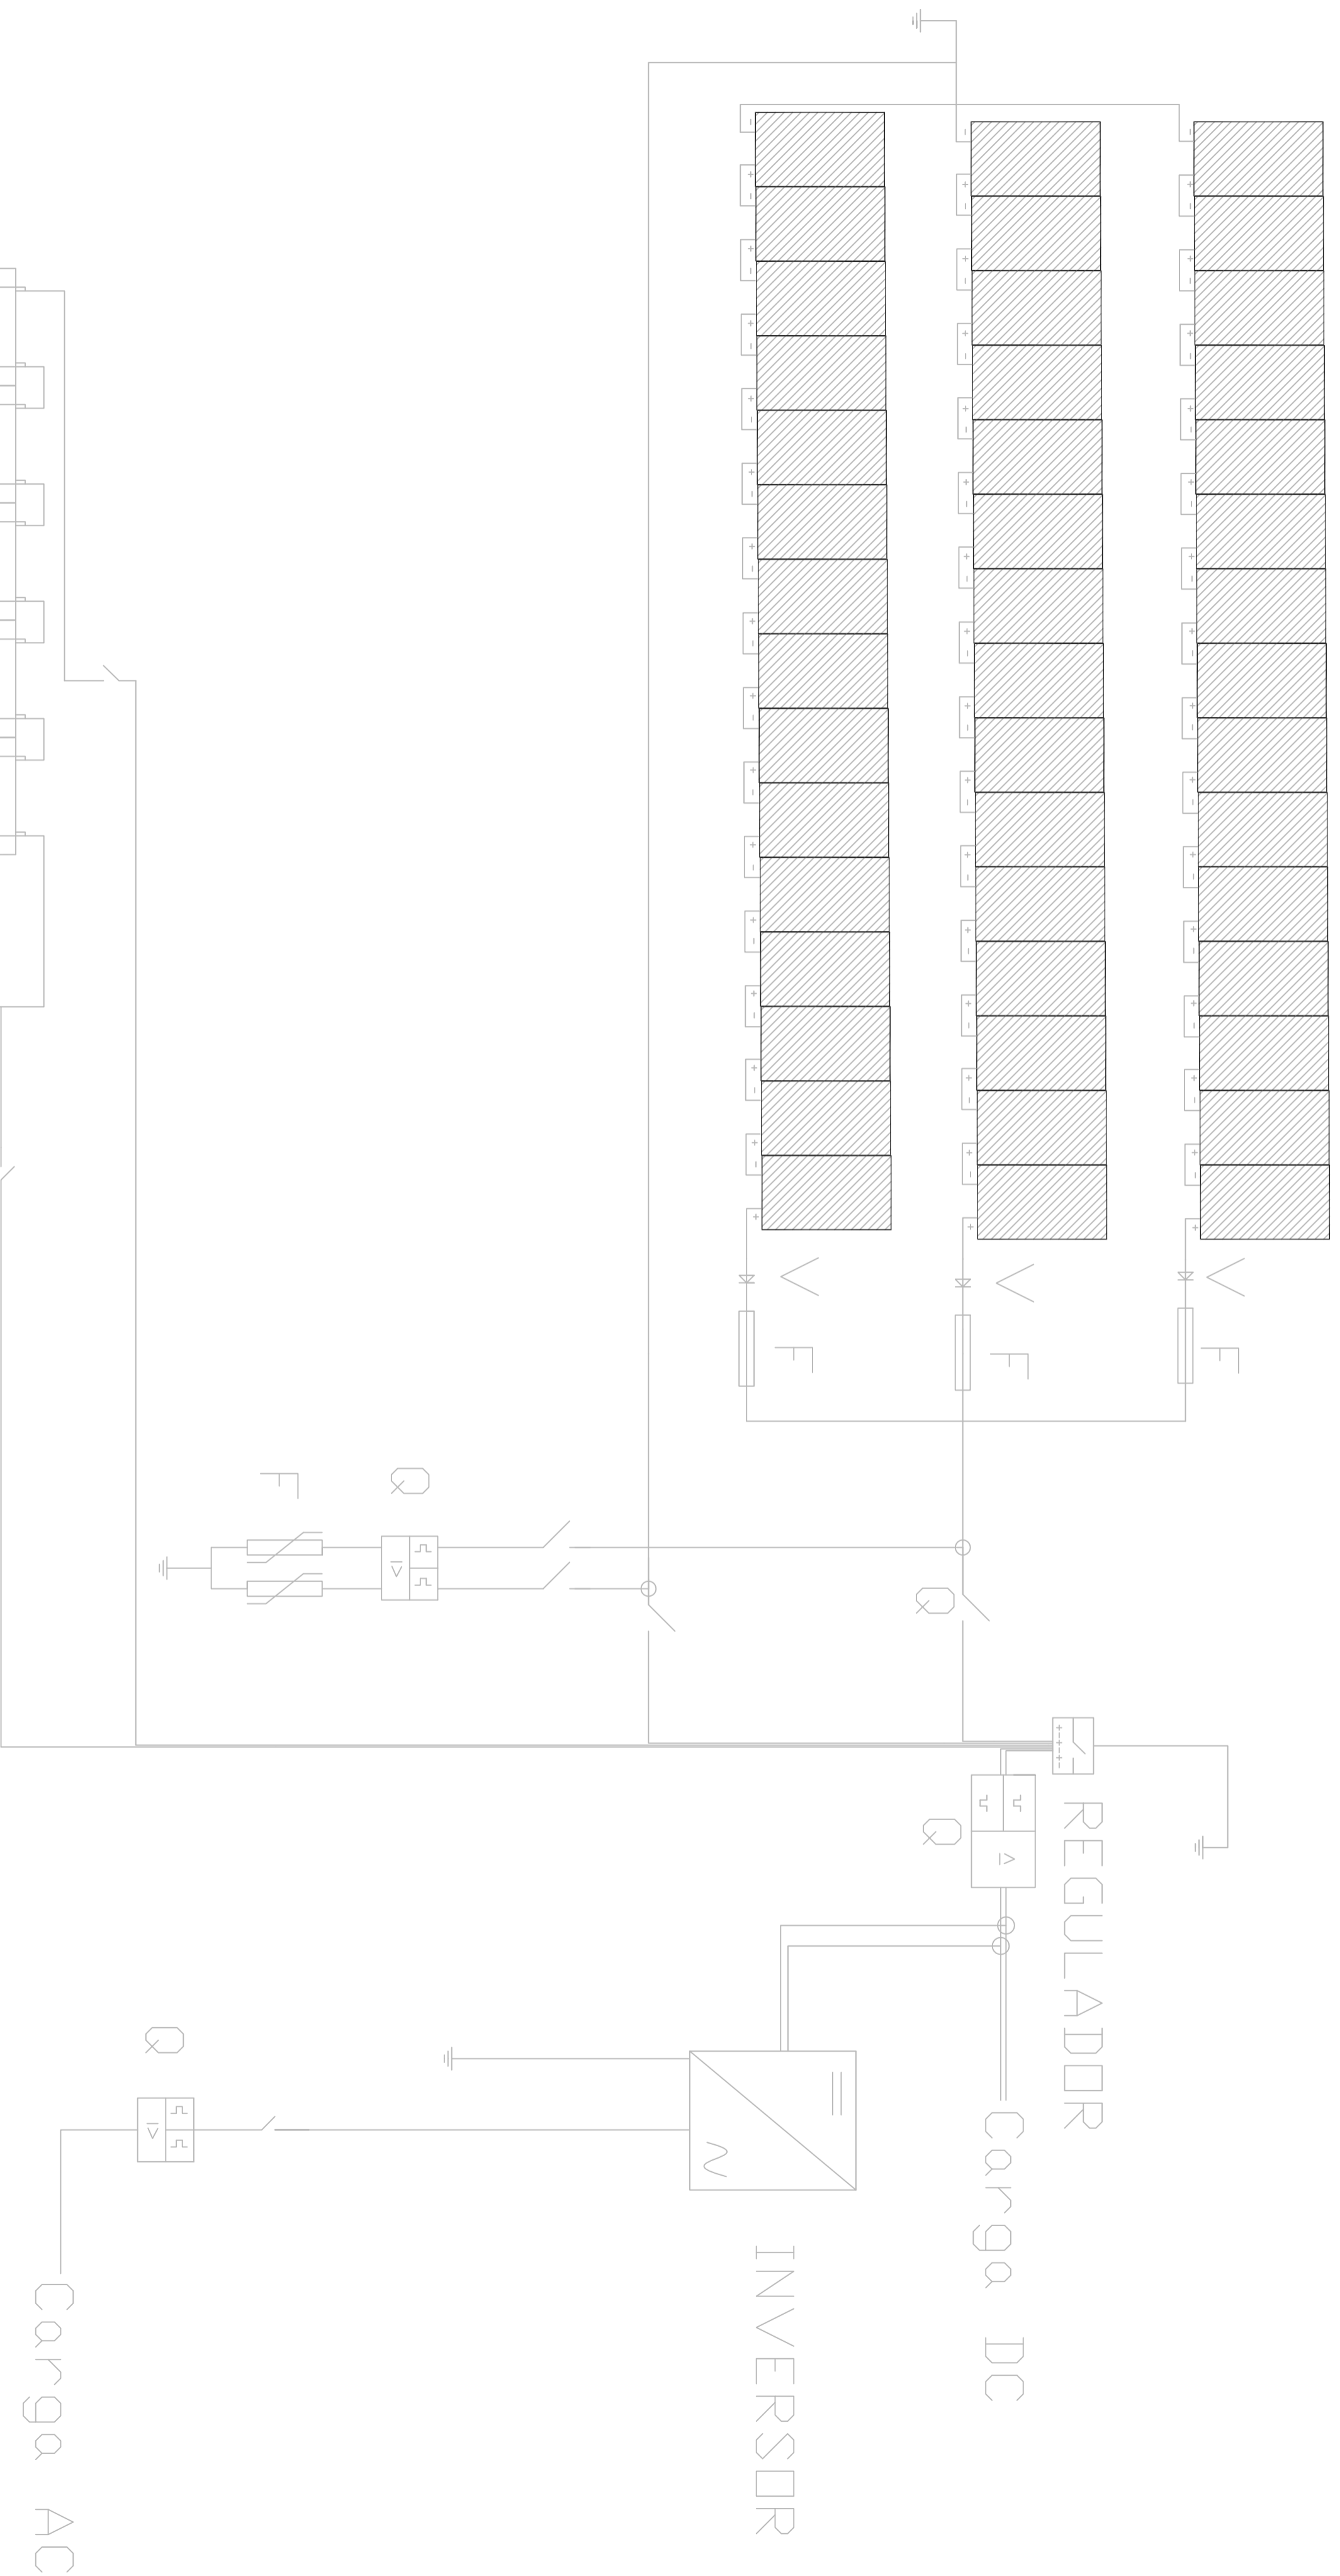 V
V
V
F
F
F
F
Q
Q
REGULADOR
Q
Q
Carga DC
INVERSOR
Carga AC